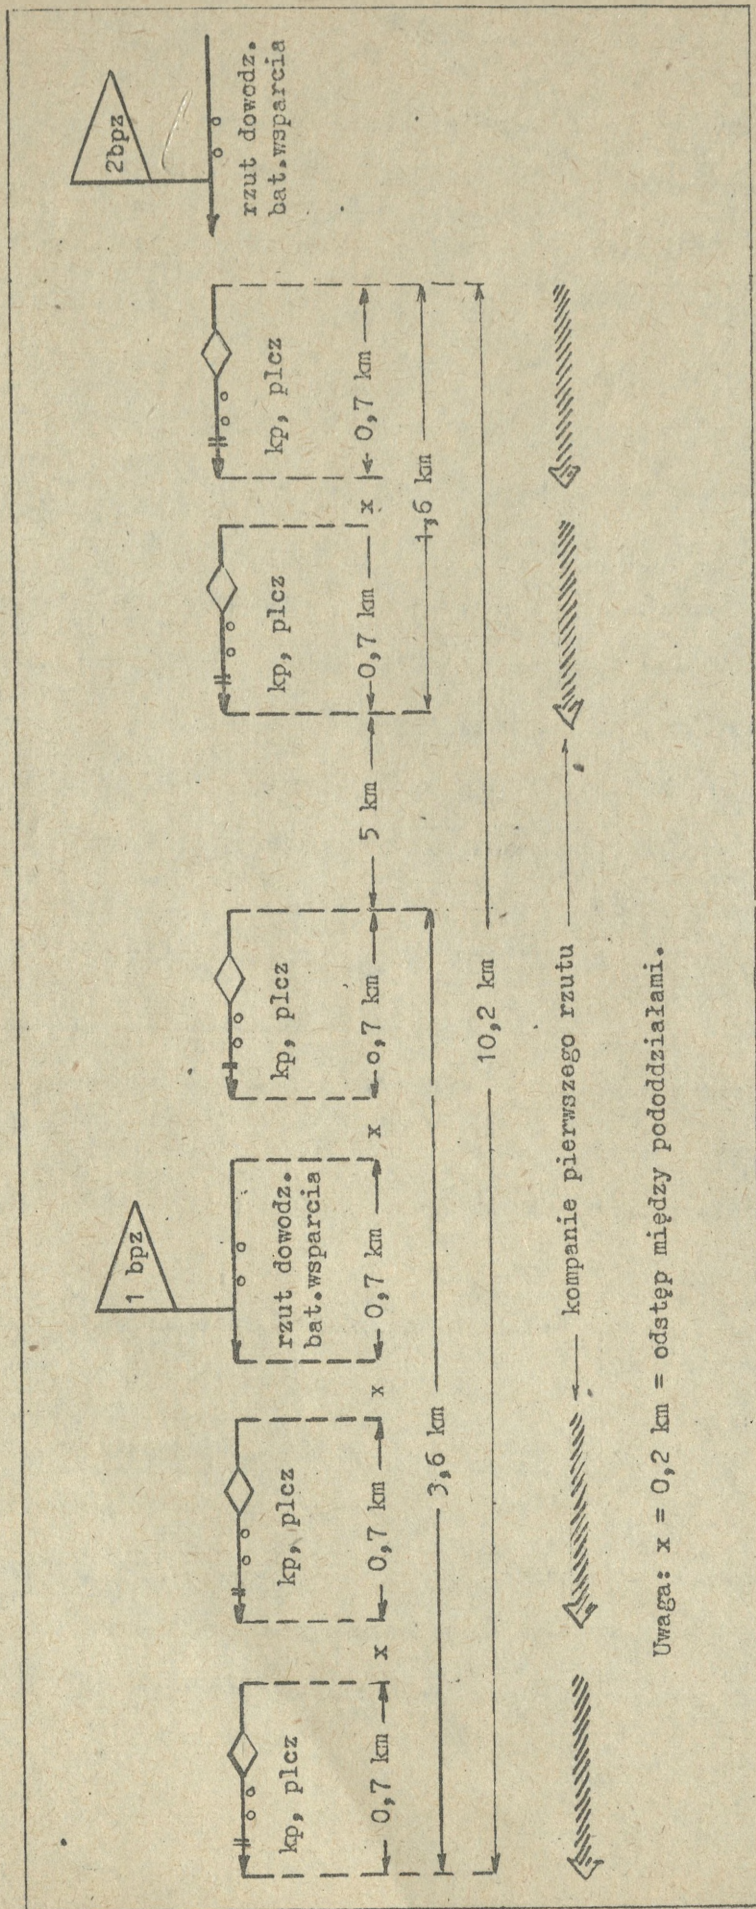 1 bpz
2bpz
kp, plcz
kp, plcz
rzut dowodz.
bat.wsparcia
kp, plcz
kp, plcz
kp, plcz
rzut dowodz.
bat.wsparcia
0,7 km
x
0,7 km
x
0,7 km
x
0,7 km
5 km
0,7 km
x
0,7 km
3,6 km
1,6 km
10,2 km
kompanie pierwszego rzutu
Uwaga: x = 0,2 km = odstęp między pododdziałami.